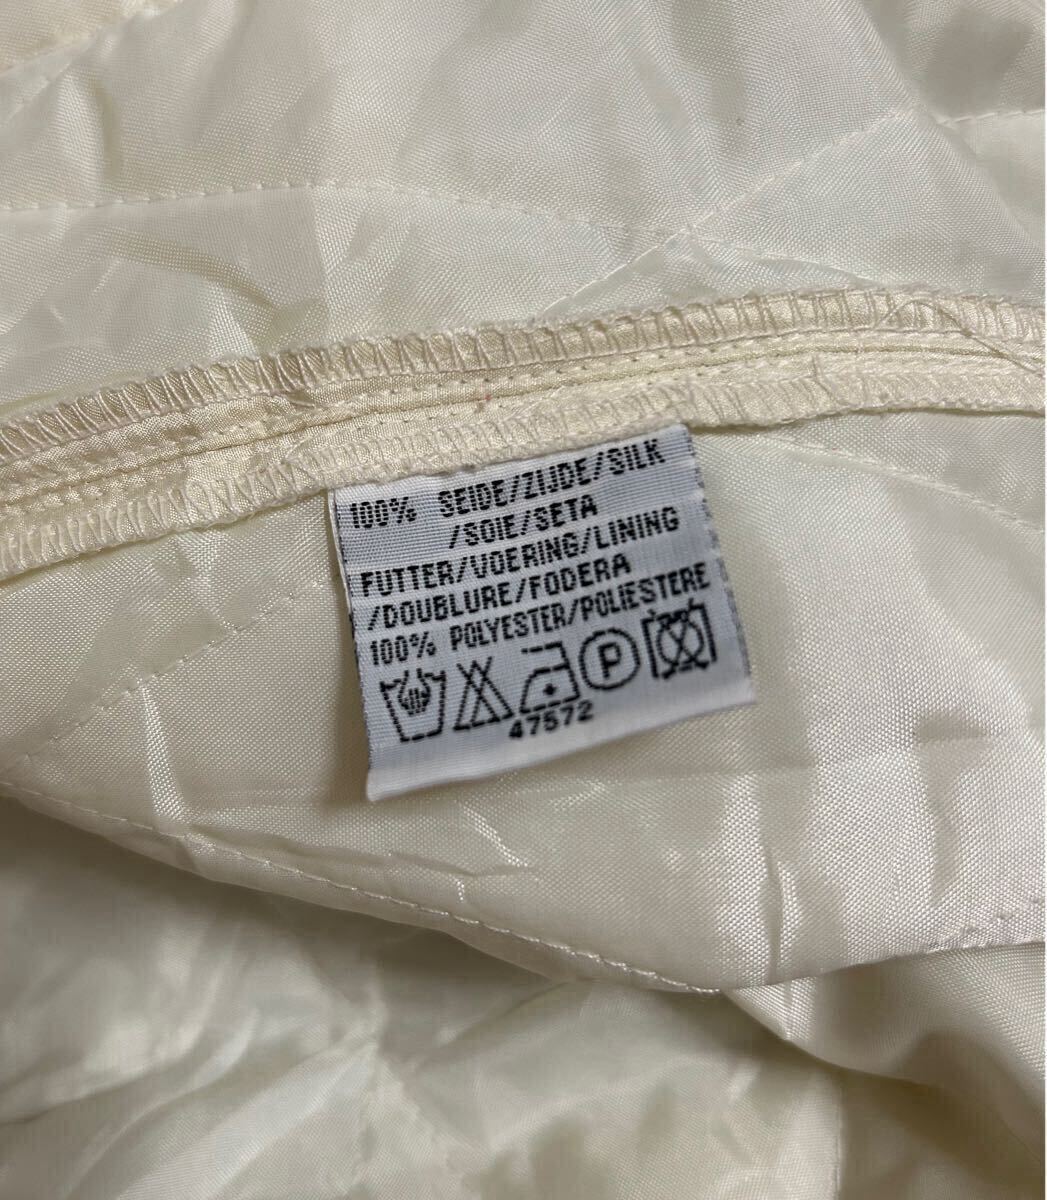 100% SEIDE/ZIJDE/SILK
/SOIE/SETA
FUTTER/VOERING/LINING
/DOUBLURE/FODERA
100% POLYESTER/POLIESTERE
P
47572